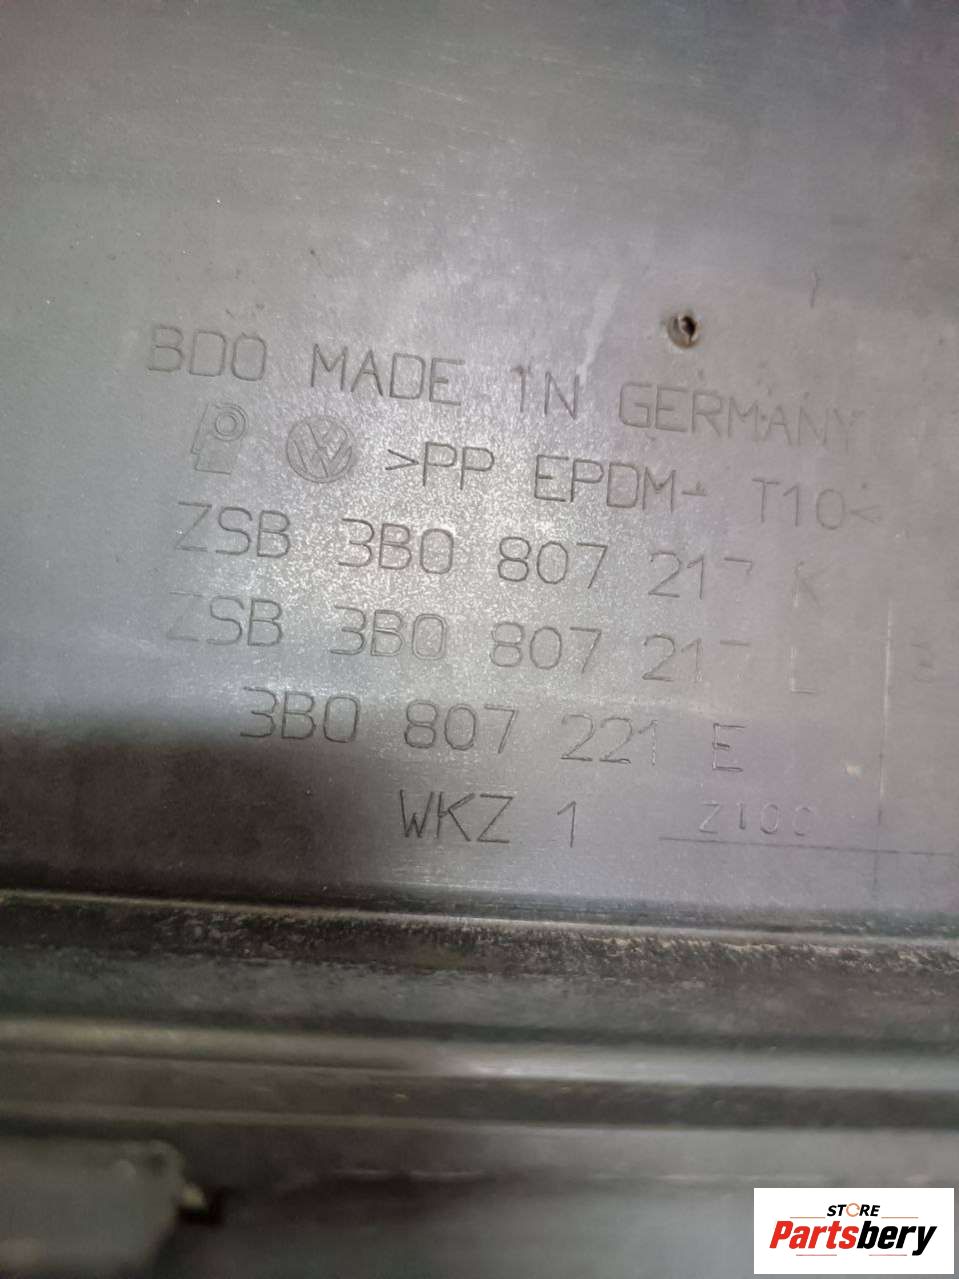 BDO MADE IN GERMANY
>PP EPDM- T10<
ZSB 3B0 807 217 K
ZSB 3B0 807 217 L
3B0 807 221 E
WKZ 1
STORE
Partsbery